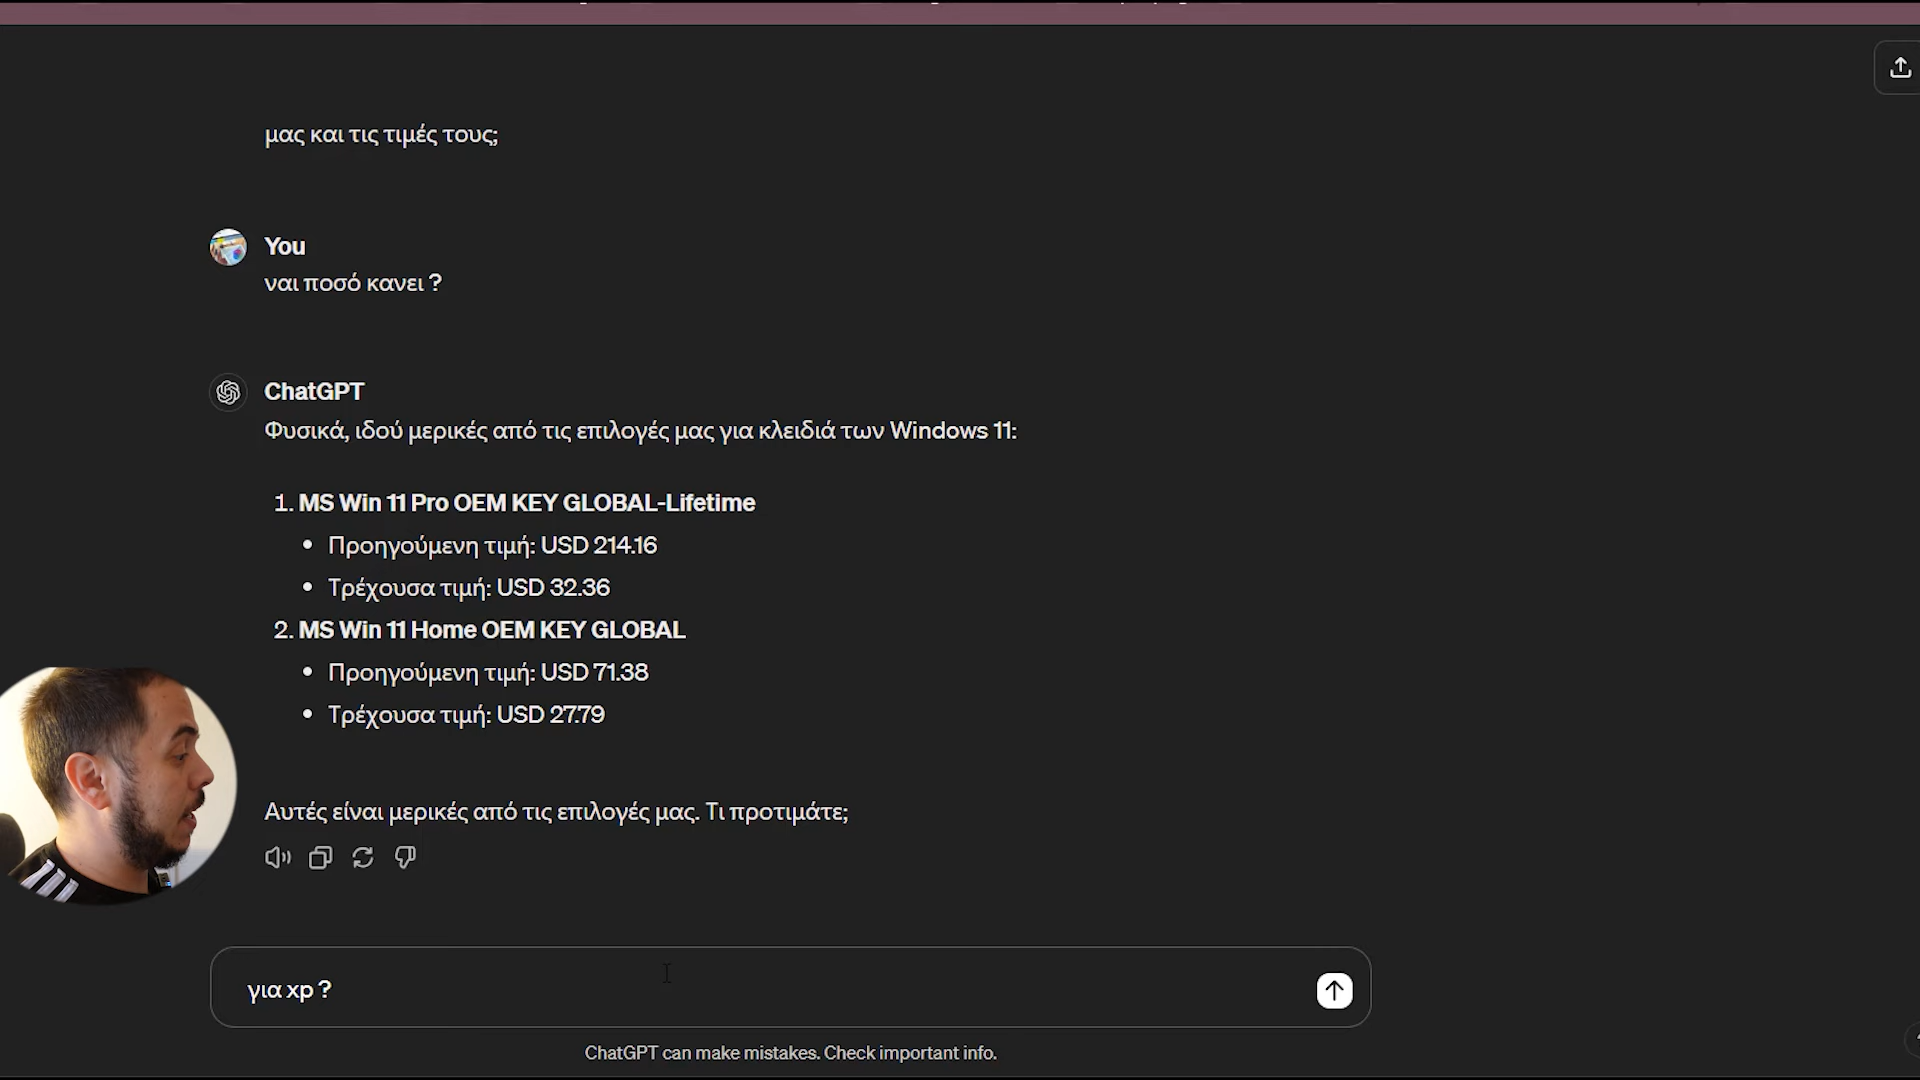 μας και τις τιμές τους;
You
ναι ποσό κανει ?
ChatGPT
Φυσικά, ιδού μερικές από τις επιλογές μας για κλειδιά των Windows 11:
1. MS Win 11 Pro OEM KEY GLOBAL-Lifetime
• Προηγούμενη τιμή: USD 214.16
• Τρέχουσα τιμή: USD 32.36
2. MS Win 11 Home OEM KEY GLOBAL
• Προηγούμενη τιμή: USD 71.38
• Τρέχουσα τιμή: USD 27.79
Αυτές είναι μερικές από τις επιλογές μας. Τι προτιμάτε;
για xp ?
ChatGPT can make mistakes. Check important info.